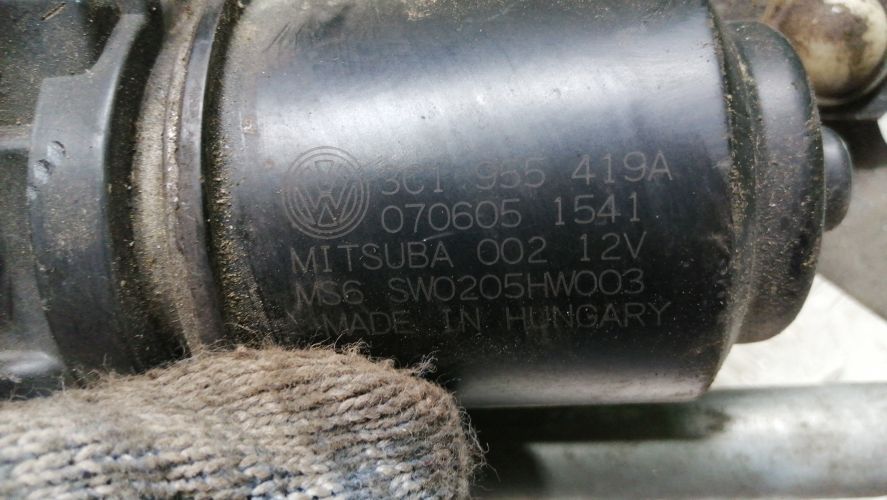 3C1 955 419A
070605 1541
MITSUBA 002 12V
MS6 SW0205HW003
MADE IN HUNGARY